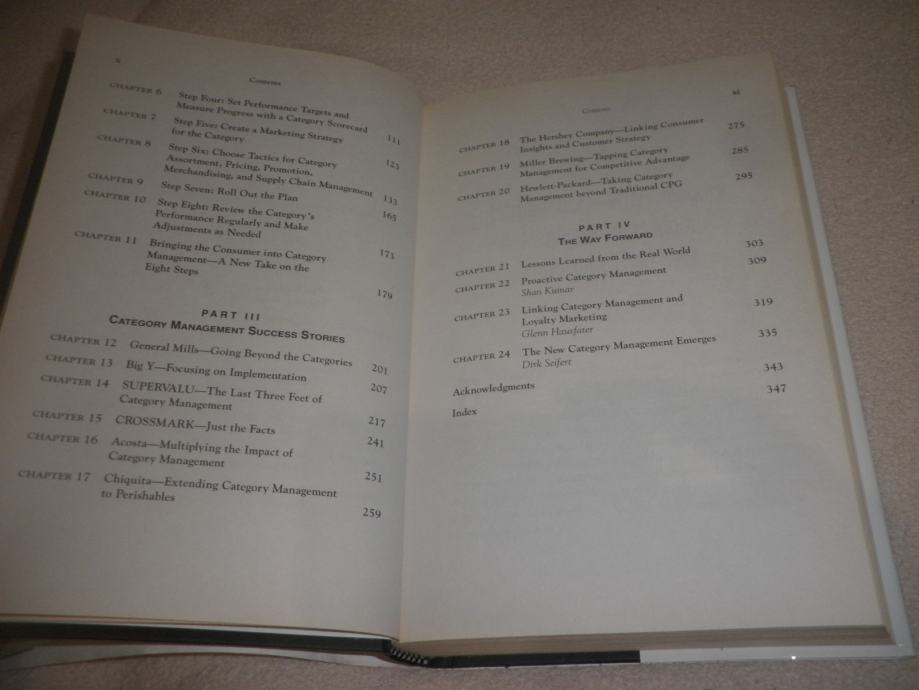 x
Contents
CHAPTER 6 Step Four: Set Performance Targets and
Measure Progress with a Category Scorecard 111
CHAPTER 7 Step Five: Create a Marketing Strategy
for the Category 123
CHAPTER 8 Step Six: Choose Tactics for Category
Assortment, Pricing, Promotion,
Merchandising, and Supply Chain Management 133
CHAPTER 9 Step Seven: Roll Out the Plan 165
CHAPTER 10 Step Eight: Review the Category's
Performance Regularly and Make
Adjustments as Needed 173
CHAPTER 11 Bringing the Consumer into Category
Management—A New Take on the
Eight Steps 179
PART III
CATEGORY MANAGEMENT SUCCESS STORIES
CHAPTER 12 General Mills—Going Beyond the Categories 201
CHAPTER 13 Big Y—Focusing on Implementation 207
CHAPTER 14 SUPERVALU—The Last Three Feet of
Category Management 217
CHAPTER 15 CROSSMARK—Just the Facts 241
CHAPTER 16 Acosta—Multiplying the Impact of
Category Management 251
CHAPTER 17 Chiquita—Extending Category Management
to Perishables 259
Contents
xi
CHAPTER 18 The Hershey Company—Linking Consumer
Insights and Customer Strategy 275
CHAPTER 19 Miller Brewing—Tapping Category
Management for Competitive Advantage 285
CHAPTER 20 Hewlett-Packard—Taking Category
Management beyond Traditional CPG 295
PART IV
THE WAY FORWARD
CHAPTER 21 Lessons Learned from the Real World 303
CHAPTER 22 Proactive Category Management 309
Shan Kumar
CHAPTER 23 Linking Category Management and
Loyalty Marketing 319
Glenn Hausfater
CHAPTER 24 The New Category Management Emerges 335
Dirk Seifert
Acknowledgments 343
Index 347